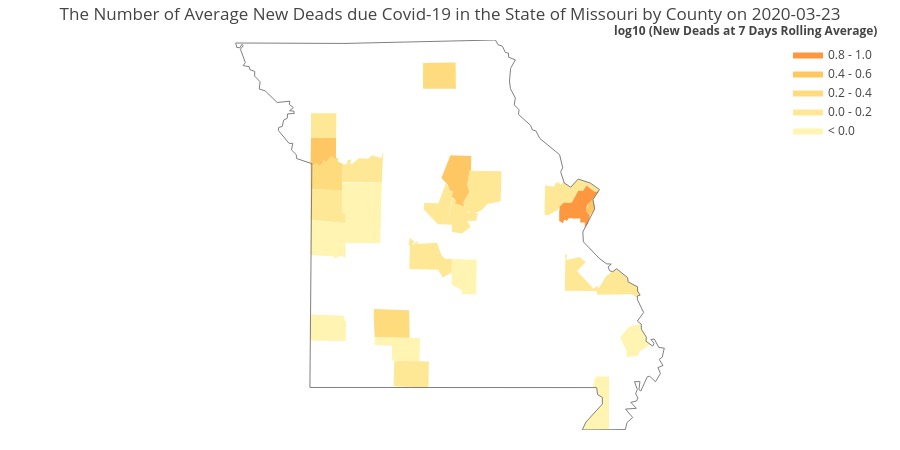 The Number of Average New Deads due Covid-19 in the State of Missouri by County on 2020-03-23
log10 (New Deads at 7 Days Rolling Average)
0.8 - 1.0
0.4 - 0.6
0.2 - 0.4
0.0 - 0.2
< 0.0